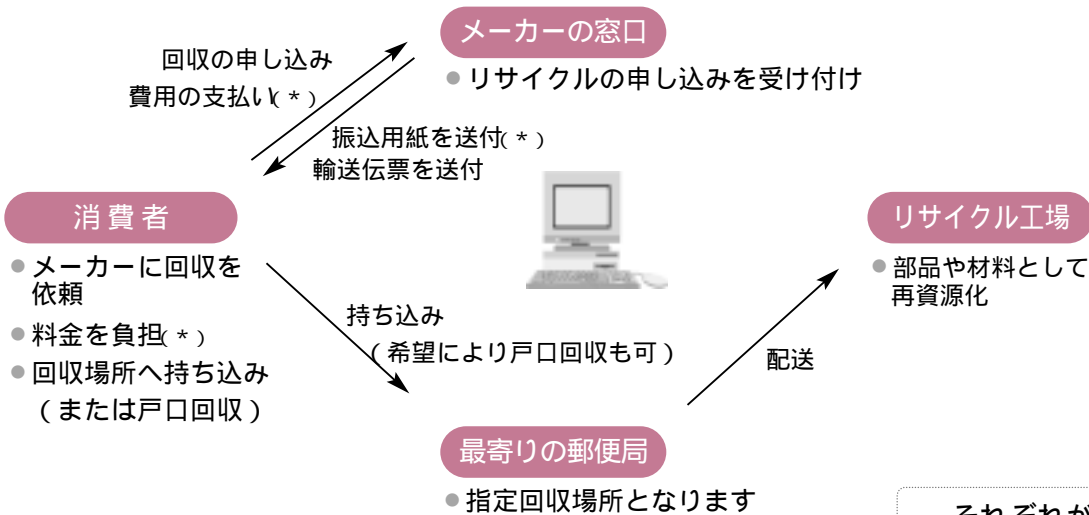 メーカーの窓口
●リサイクルの申し込みを受け付け
回収の申し込み
費用の支払い(*)
振込用紙を送付(*)
輸送伝票を送付
消費者
●メーカーに回収を
依頼
●料金を負担(*)
●回収場所へ持ち込み
(または戸口回収)
持ち込み
(希望により戸口回収も可)
配送
リサイクル工場
●部品や材料として
再資源化
最寄りの郵便局
●指定回収場所となります
それぞれが